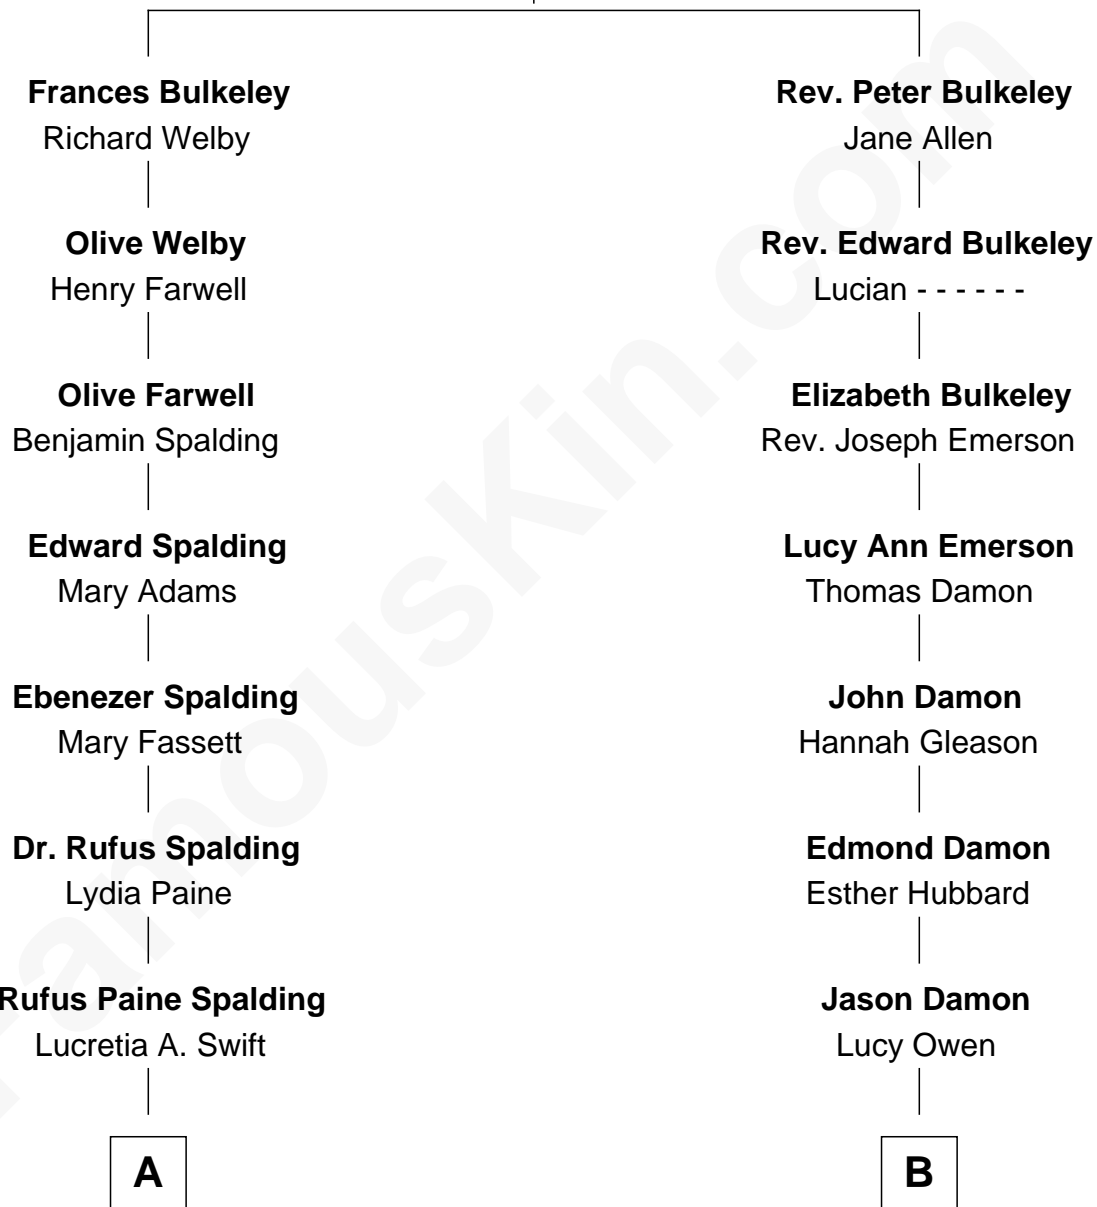 Frances Bulkeley
Richard Welby
Olive Welby
Henry Farwell
Olive Farwell
Benjamin Spalding
Edward Spalding
Mary Adams
Ebenezer Spalding
Mary Fassett
Dr. Rufus Spalding
Lydia Paine
Rufus Paine Spalding
Lucretia A. Swift
A
Rev. Peter Bulkeley
Jane Allen
Rev. Edward Bulkeley
Lucian - - - - - -
Elizabeth Bulkeley
Rev. Joseph Emerson
Lucy Ann Emerson
Thomas Damon
John Damon
Hannah Gleason
Edmond Damon
Esther Hubbard
Jason Damon
Lucy Owen
B
FamousKin.com